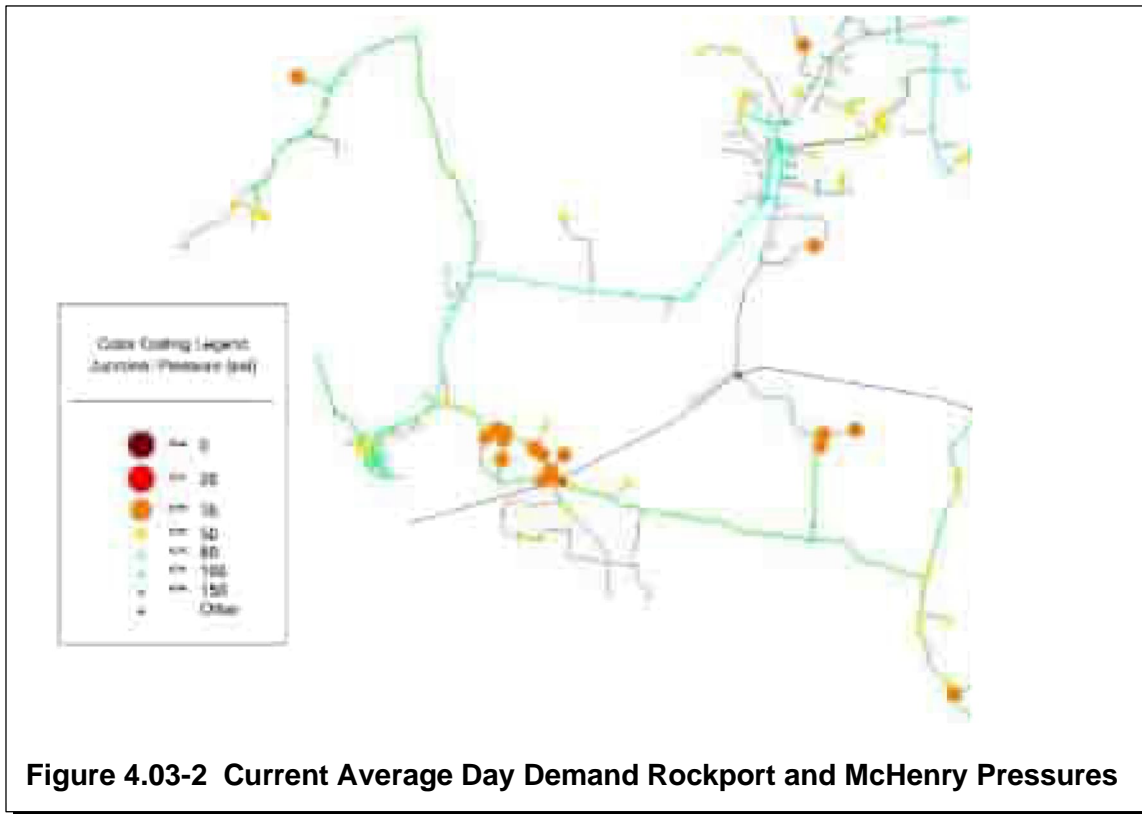 Color Coding Legend
Junction: Pressure (psi)
<= 0
<= 20
<= 50
<= 80
<= 100
<= 150
Other
Figure 4.03-2 Current Average Day Demand Rockport and McHenry Pressures